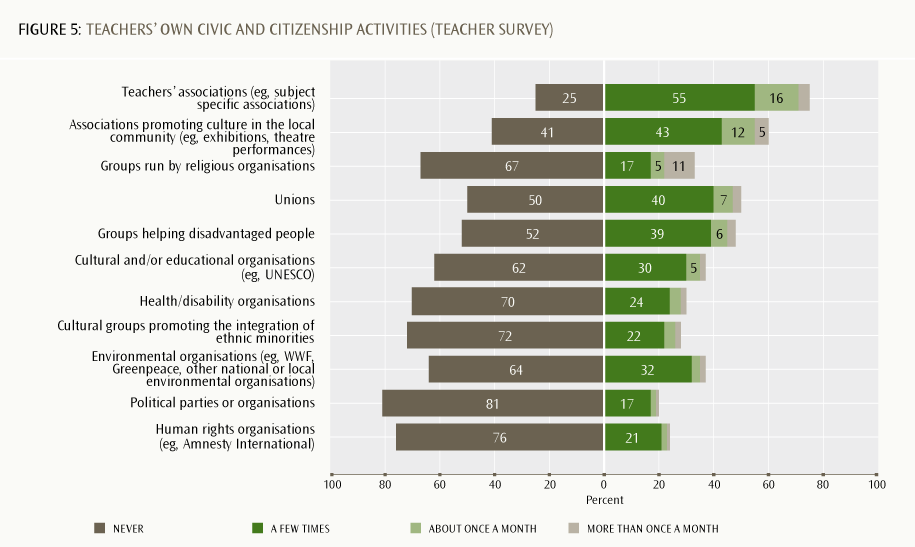 FIGURE 5: TEACHERS' OWN CIVIC AND CITIZENSHIP ACTIVITIES (TEACHER SURVEY)
Teachers' associations (eg, subject
specific associations)
25 55 16
Associations promoting culture in the local
community (eg, exhibitions, theatre
performances)
41 43 12 5
Groups run by religious organisations
67 17 5 11
Unions
50 40 7
Groups helping disadvantaged people
52 39 6
Cultural and/or educational organisations
(eg, UNESCO)
62 30 5
Health/disability organisations
70 24
Cultural groups promoting the integration of
ethnic minorities
72 22
Environmental organisations (eg, WWF,
Greenpeace, other national or local
environmental organisations)
64 32
Political parties or organisations
81 17
Human rights organisations
(eg, Amnesty International)
76 21
100 80 60 40 20 0 20 40 60 80 100
Percent
NEVER A FEW TIMES ABOUT ONCE A MONTH MORE THAN ONCE A MONTH